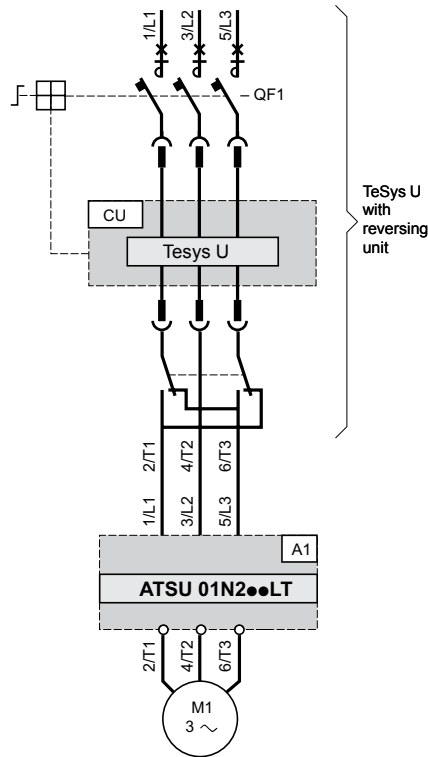 1/L1 3/L2 5/L3
QF1
CU
Tesys U
TeSys U
with
reversing
unit
2/T1 4/T2 6/T3
1/L1 3/L2 5/L3
A1
ATSU 01N2●●LT
2/T1 4/T2 6/T3
M1
3 ~